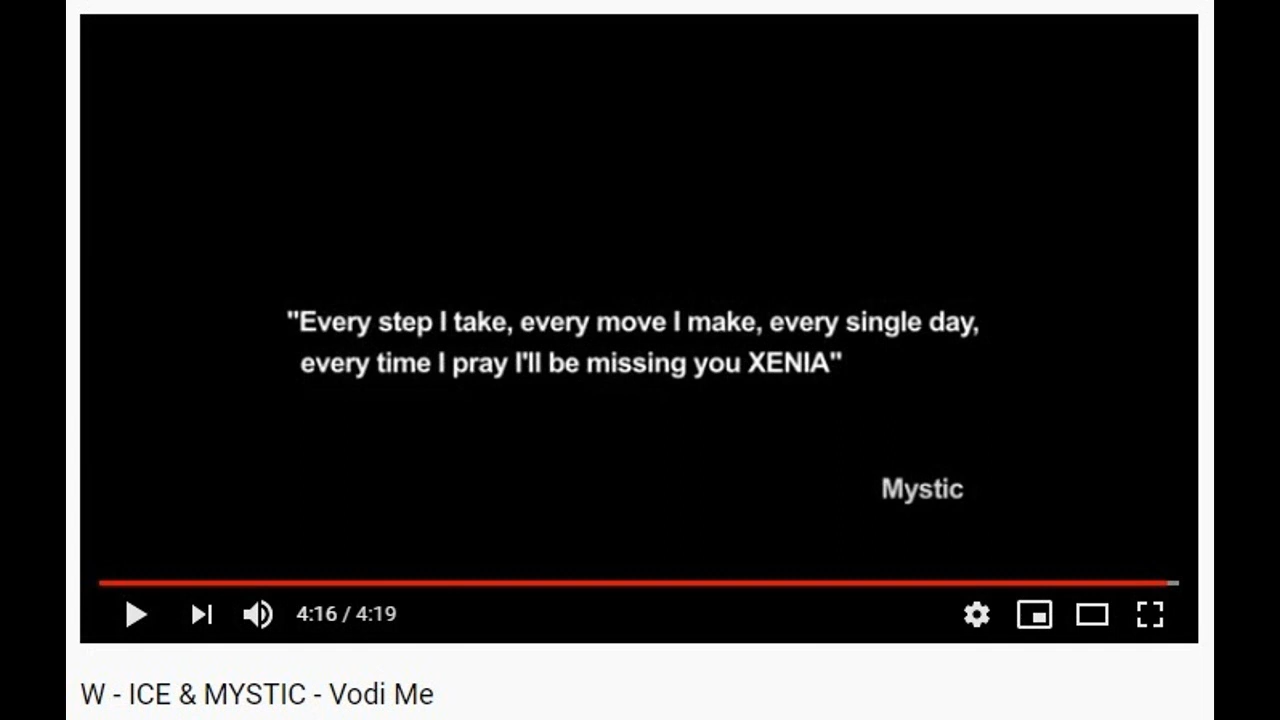 "Every step I take, every move I make, every single day,
every time I pray I'll be missing you XENIA"
Mystic
4:16 / 4:19
W - ICE & MYSTIC - Vodi Me